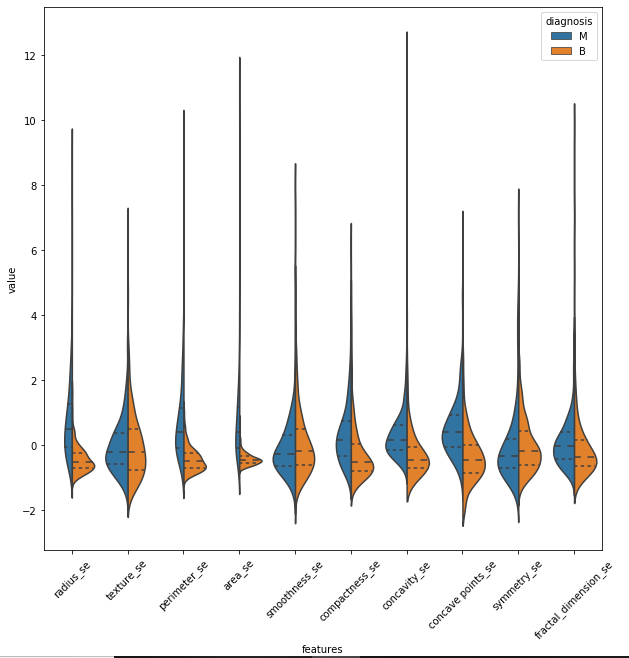 diagnosis
M
B
12
10
8
6
4
2
0
−2
value
radius_se
texture_se
perimeter_se
area_se
smoothness_se
compactness_se
concavity_se
concave points_se
symmetry_se
fractal_dimension_se
features